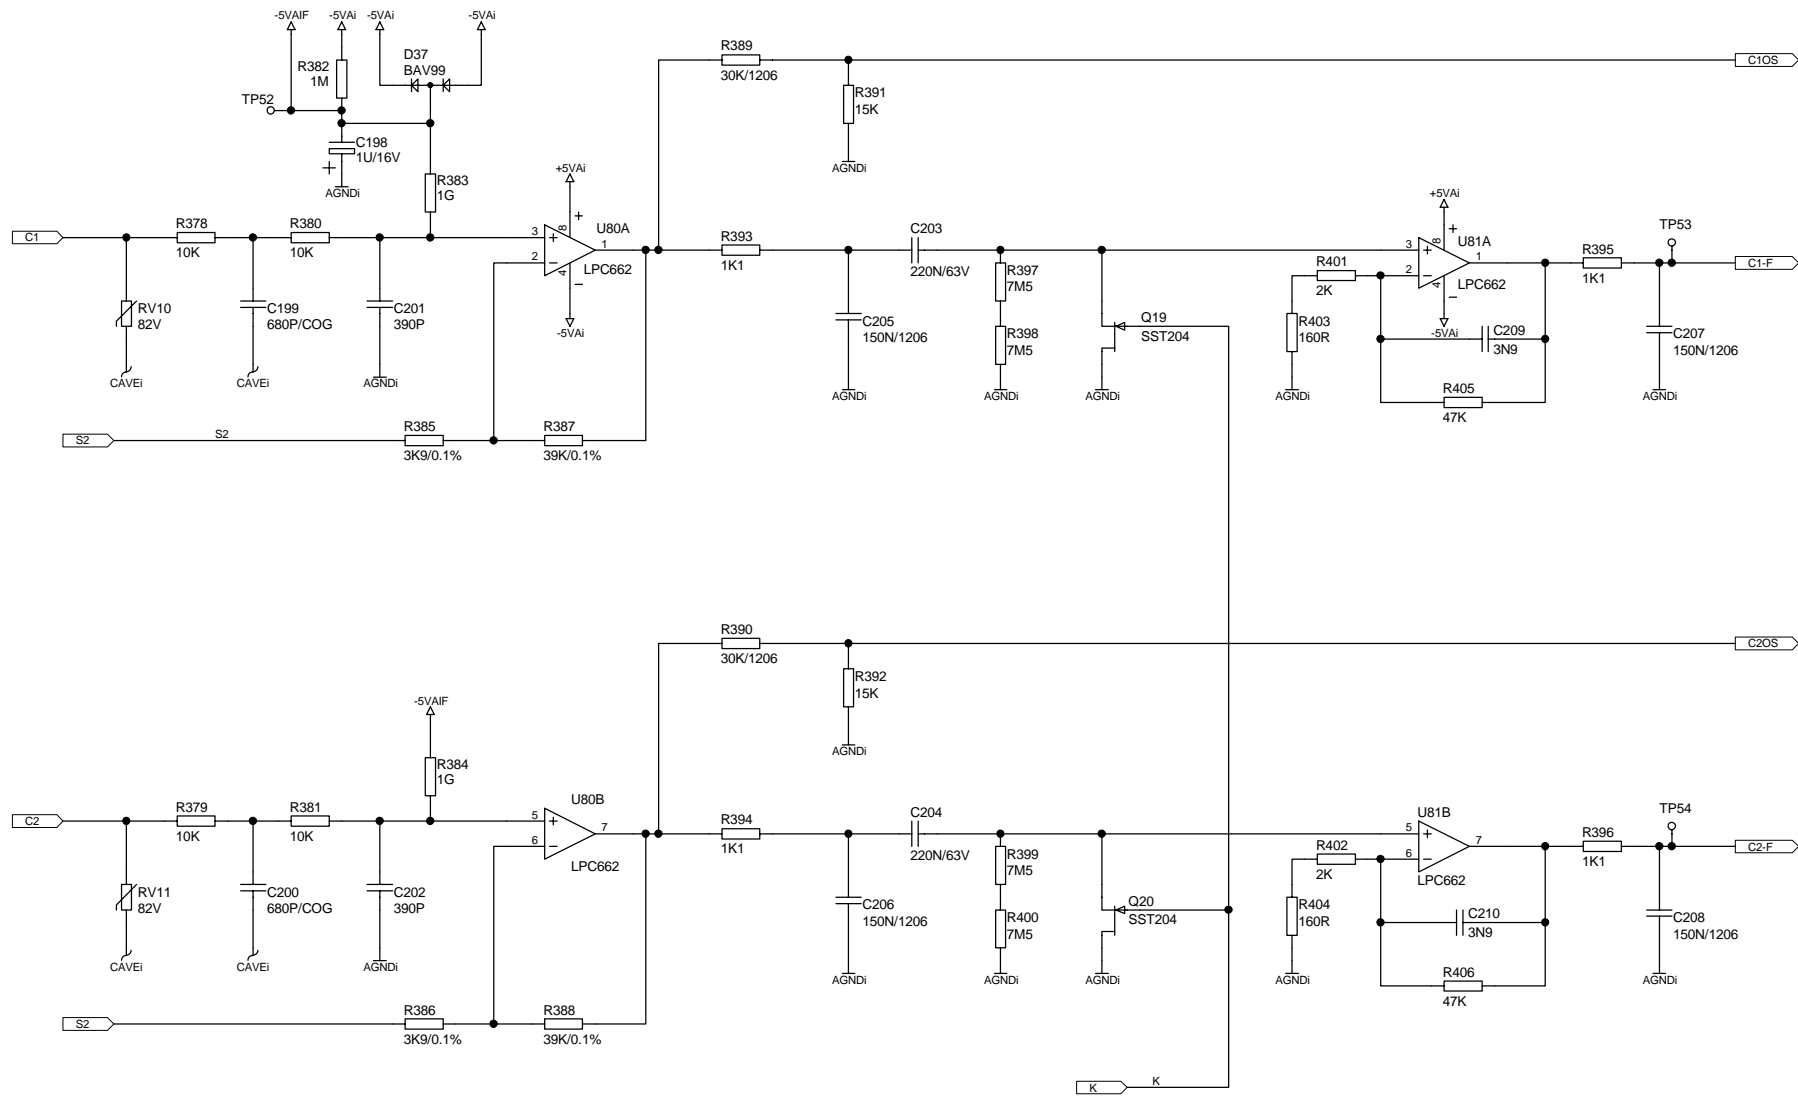 -5VAIF -5VAi -5VAi -5VAi
R382
1M
D37
BAV99
TP52
C198
1U/16V
+
AGNDi
R383
1G
R389
30K/1206
R391
15K
AGNDi
C1OS
C1
R378
10K
R380
10K
RV10
82V
CAVEi
C199
680P/COG
CAVEi
C201
390P
AGNDi
+5VAi
+
8
3
+
2
−
1
4
−
-5VAi
U80A
LPC662
R393
1K1
C203
220N/63V
C205
150N/1206
AGNDi
R397
7M5
R398
7M5
AGNDi
Q19
SST204
AGNDi
R401
2K
R403
160R
AGNDi
+5VAi
+
8
3
+
2
−
1
4
−
-5VAi
U81A
LPC662
C209
3N9
R405
47K
R395
1K1
TP53
C1-F
C207
150N/1206
AGNDi
S2
S2
R385
3K9/0.1%
R387
39K/0.1%
R390
30K/1206
R392
15K
AGNDi
C2OS
-5VAIF
R384
1G
C2
R379
10K
R381
10K
RV11
82V
CAVEi
C200
680P/COG
CAVEi
C202
390P
AGNDi
U80B
5
+
6
−
7
LPC662
R394
1K1
C204
220N/63V
C206
150N/1206
AGNDi
R399
7M5
R400
7M5
AGNDi
Q20
SST204
AGNDi
R402
2K
R404
160R
AGNDi
U81B
5
+
6
−
7
LPC662
C210
3N9
R406
47K
R396
1K1
TP54
C2-F
C208
150N/1206
AGNDi
S2
R386
3K9/0.1%
R388
39K/0.1%
K
K